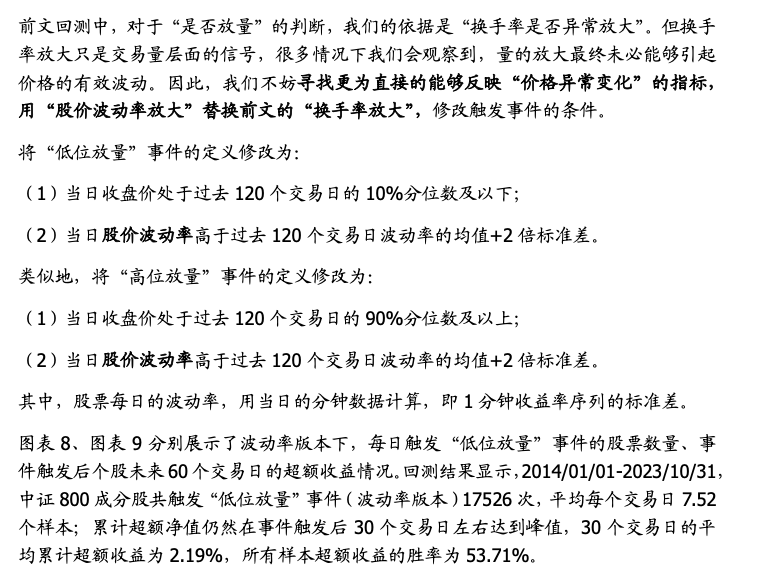 前文回测中，对于“是否放量”的判断，我们的依据是“换手率是否异常放大”。但换手
率放大只是交易量层面的信号，很多情况下我们会观察到，量的放大最终未必能够引起
价格的有效波动。因此，我们不妨寻找更为直接的能够反映“价格异常变化”的指标，
用“股价波动率放大”替换前文的“换手率放大”，修改触发事件的条件。
将“低位放量”事件的定义修改为：
（1）当日收盘价处于过去 120 个交易日的 10%分位数及以下；
（2）当日股价波动率高于过去 120 个交易日波动率的均值+2 倍标准差。
类似地，将“高位放量”事件的定义修改为：
（1）当日收盘价处于过去 120 个交易日的 90%分位数及以上；
（2）当日股价波动率高于过去 120 个交易日波动率的均值+2 倍标准差。
其中，股票每日的波动率，用当日的分钟数据计算，即 1 分钟收益率序列的标准差。
图表 8、图表 9 分别展示了波动率版本下，每日触发“低位放量”事件的股票数量、事
件触发后个股未来 60 个交易日的超额收益情况。回测结果显示，2014/01/01-2023/10/31，
中证 800 成分股共触发“低位放量”事件（波动率版本）17526 次，平均每个交易日 7.52
个样本；累计超额净值仍然在事件触发后 30 个交易日左右达到峰值，30 个交易日的平
均累计超额收益为 2.19%，所有样本超额收益的胜率为 53.71%。